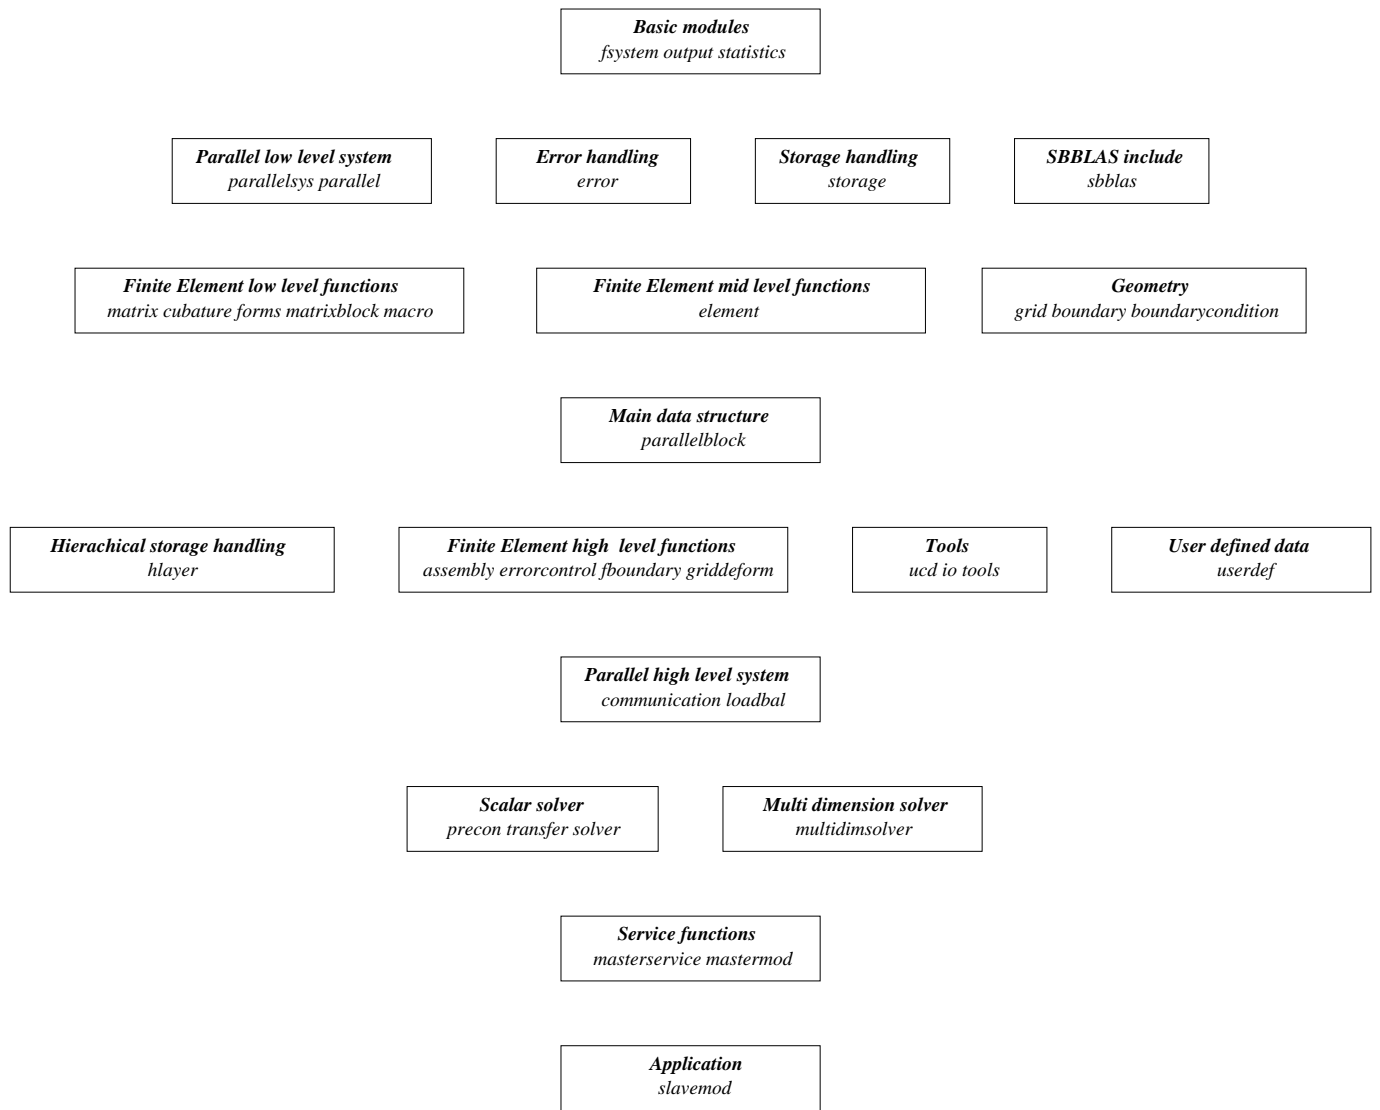 Basic modules
fsystem output statistics
Parallel low level system
parallelsys parallel
Error handling
error
Storage handling
storage
SBBLAS include
sbblas
Finite Element low level functions
matrix cubature forms matrixblock macro
Finite Element mid level functions
element
Geometry
grid boundary boundarycondition
Main data structure
parallelblock
Hierachical storage handling
hlayer
Finite Element high level functions
assembly errorcontrol fboundary griddeform
Tools
ucd io tools
User defined data
userdef
Parallel high level system
communication loadbal
Scalar solver
precon transfer solver
Multi dimension solver
multidimsolver
Service functions
masterservice mastermod
Application
slavemod